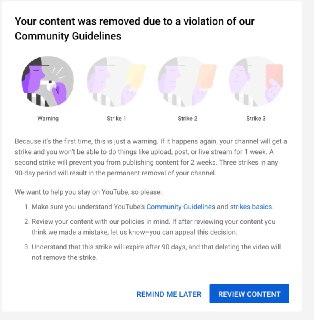 Your content was removed due to a violation of our
Community Guidelines
Warning
Strike 1
Strike 2
Strike 3
Because it's the first time, this is just a warning. If it happens again, your channel will get a
strike and you won't be able to do things like upload, post, or live stream for 1 week. A
second strike will prevent you from publishing content for 2 weeks. Three strikes in any
90-day period will result in the permanent removal of your channel.
We want to help you stay on YouTube, so please:
1. Make sure you understand YouTube's Community Guidelines and strikes basics.
2. Review your content with our policies in mind. If after reviewing your content you
think we made a mistake, let us know—you can appeal this decision.
3. Understand that this strike will expire after 90 days, and that deleting the video will
not remove the strike.
REMIND ME LATER
REVIEW CONTENT